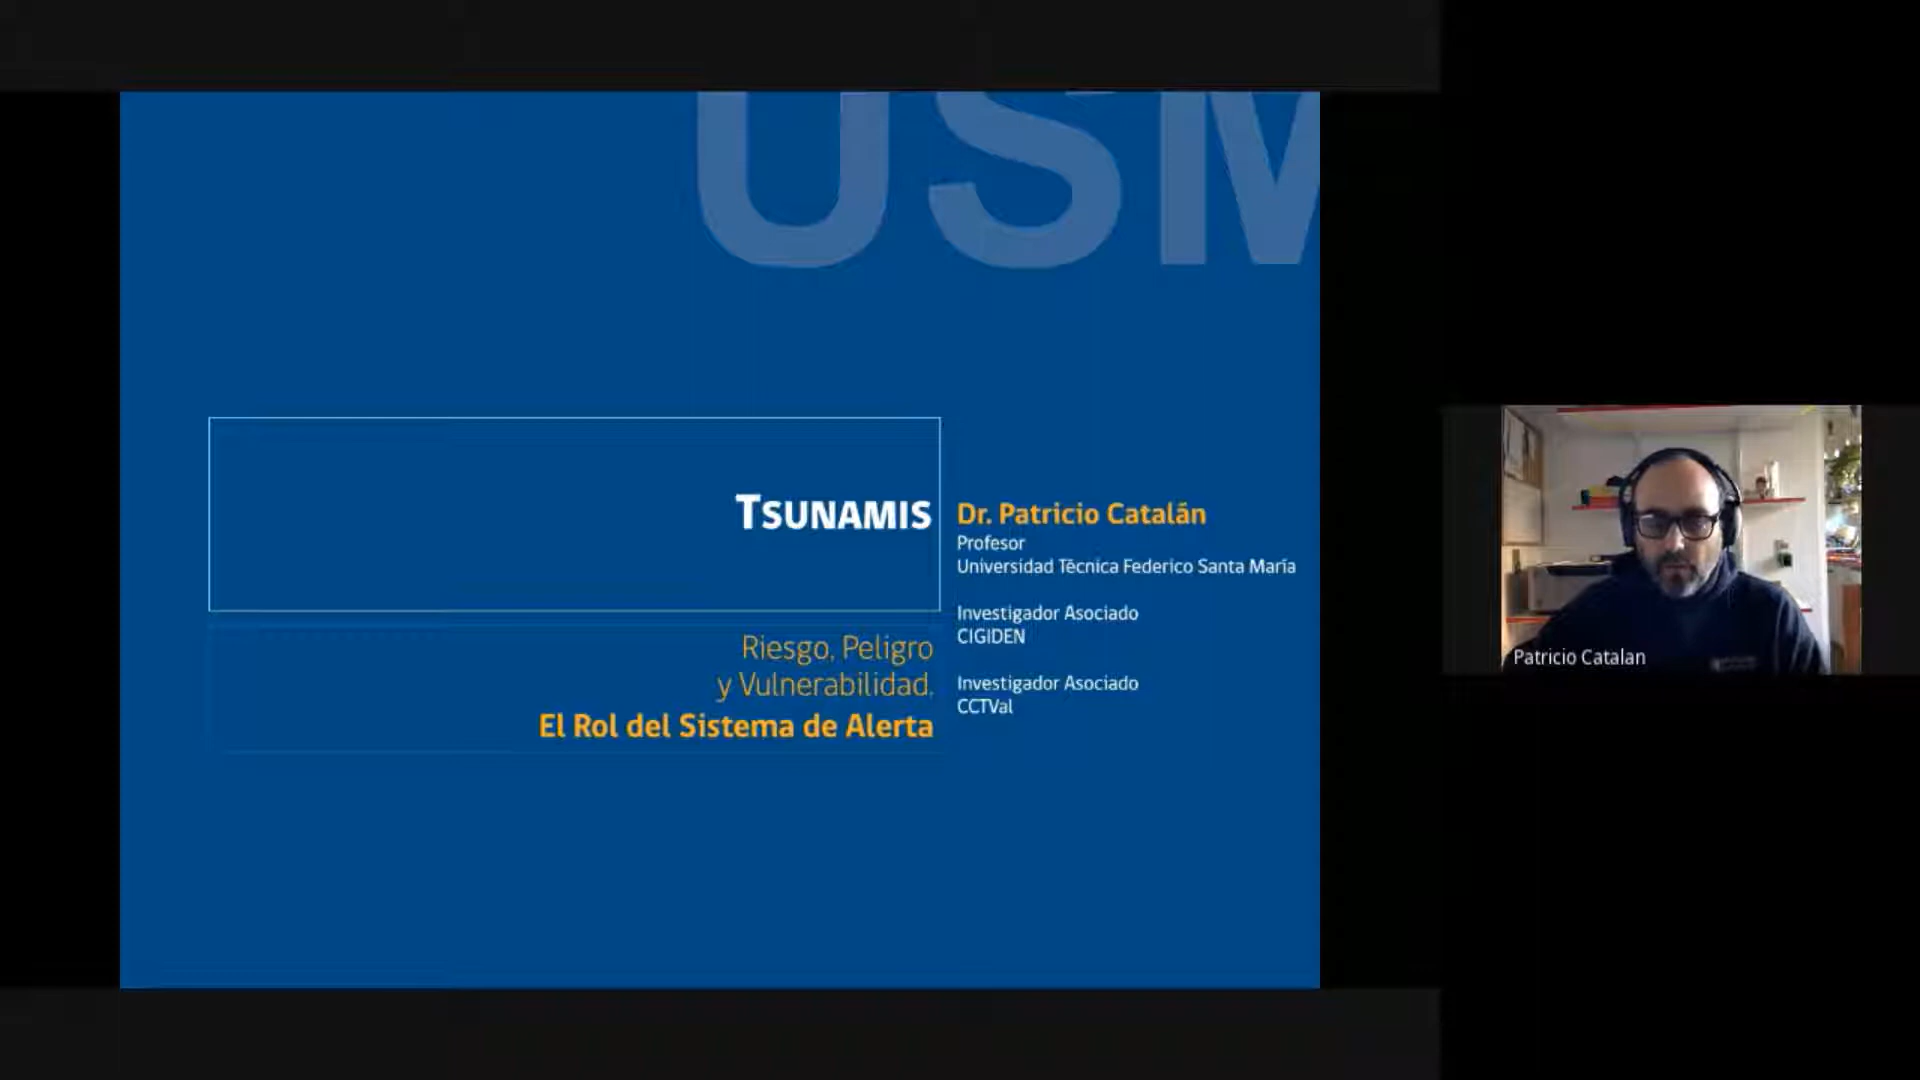 USM
TSUNAMIS
Riesgo, Peligro
y Vulnerabilidad,
El Rol del Sistema de Alerta
Dr. Patricio Catalán
Profesor
Universidad Técnica Federico Santa María
Investigador Asociado
CIGIDEN
Investigador Asociado
CCTVal
Patricio Catalan